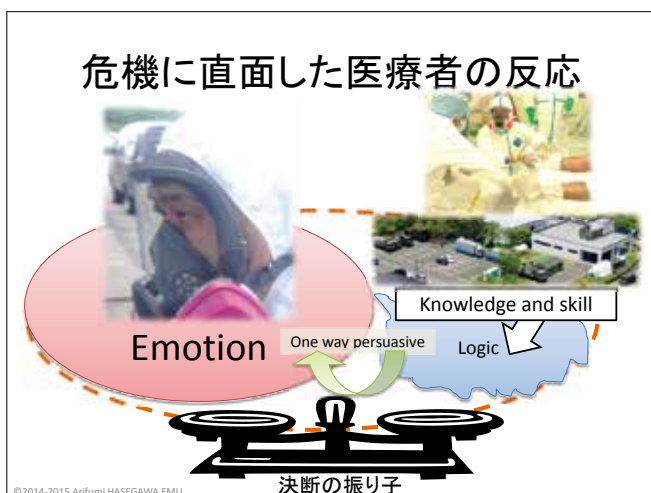 危機に直面した医療者の反応
Knowledge and skill
Emotion
One way persuasive
Logic
決断の振り子
©2014-2015 Arifumi HASEGAWA FMU